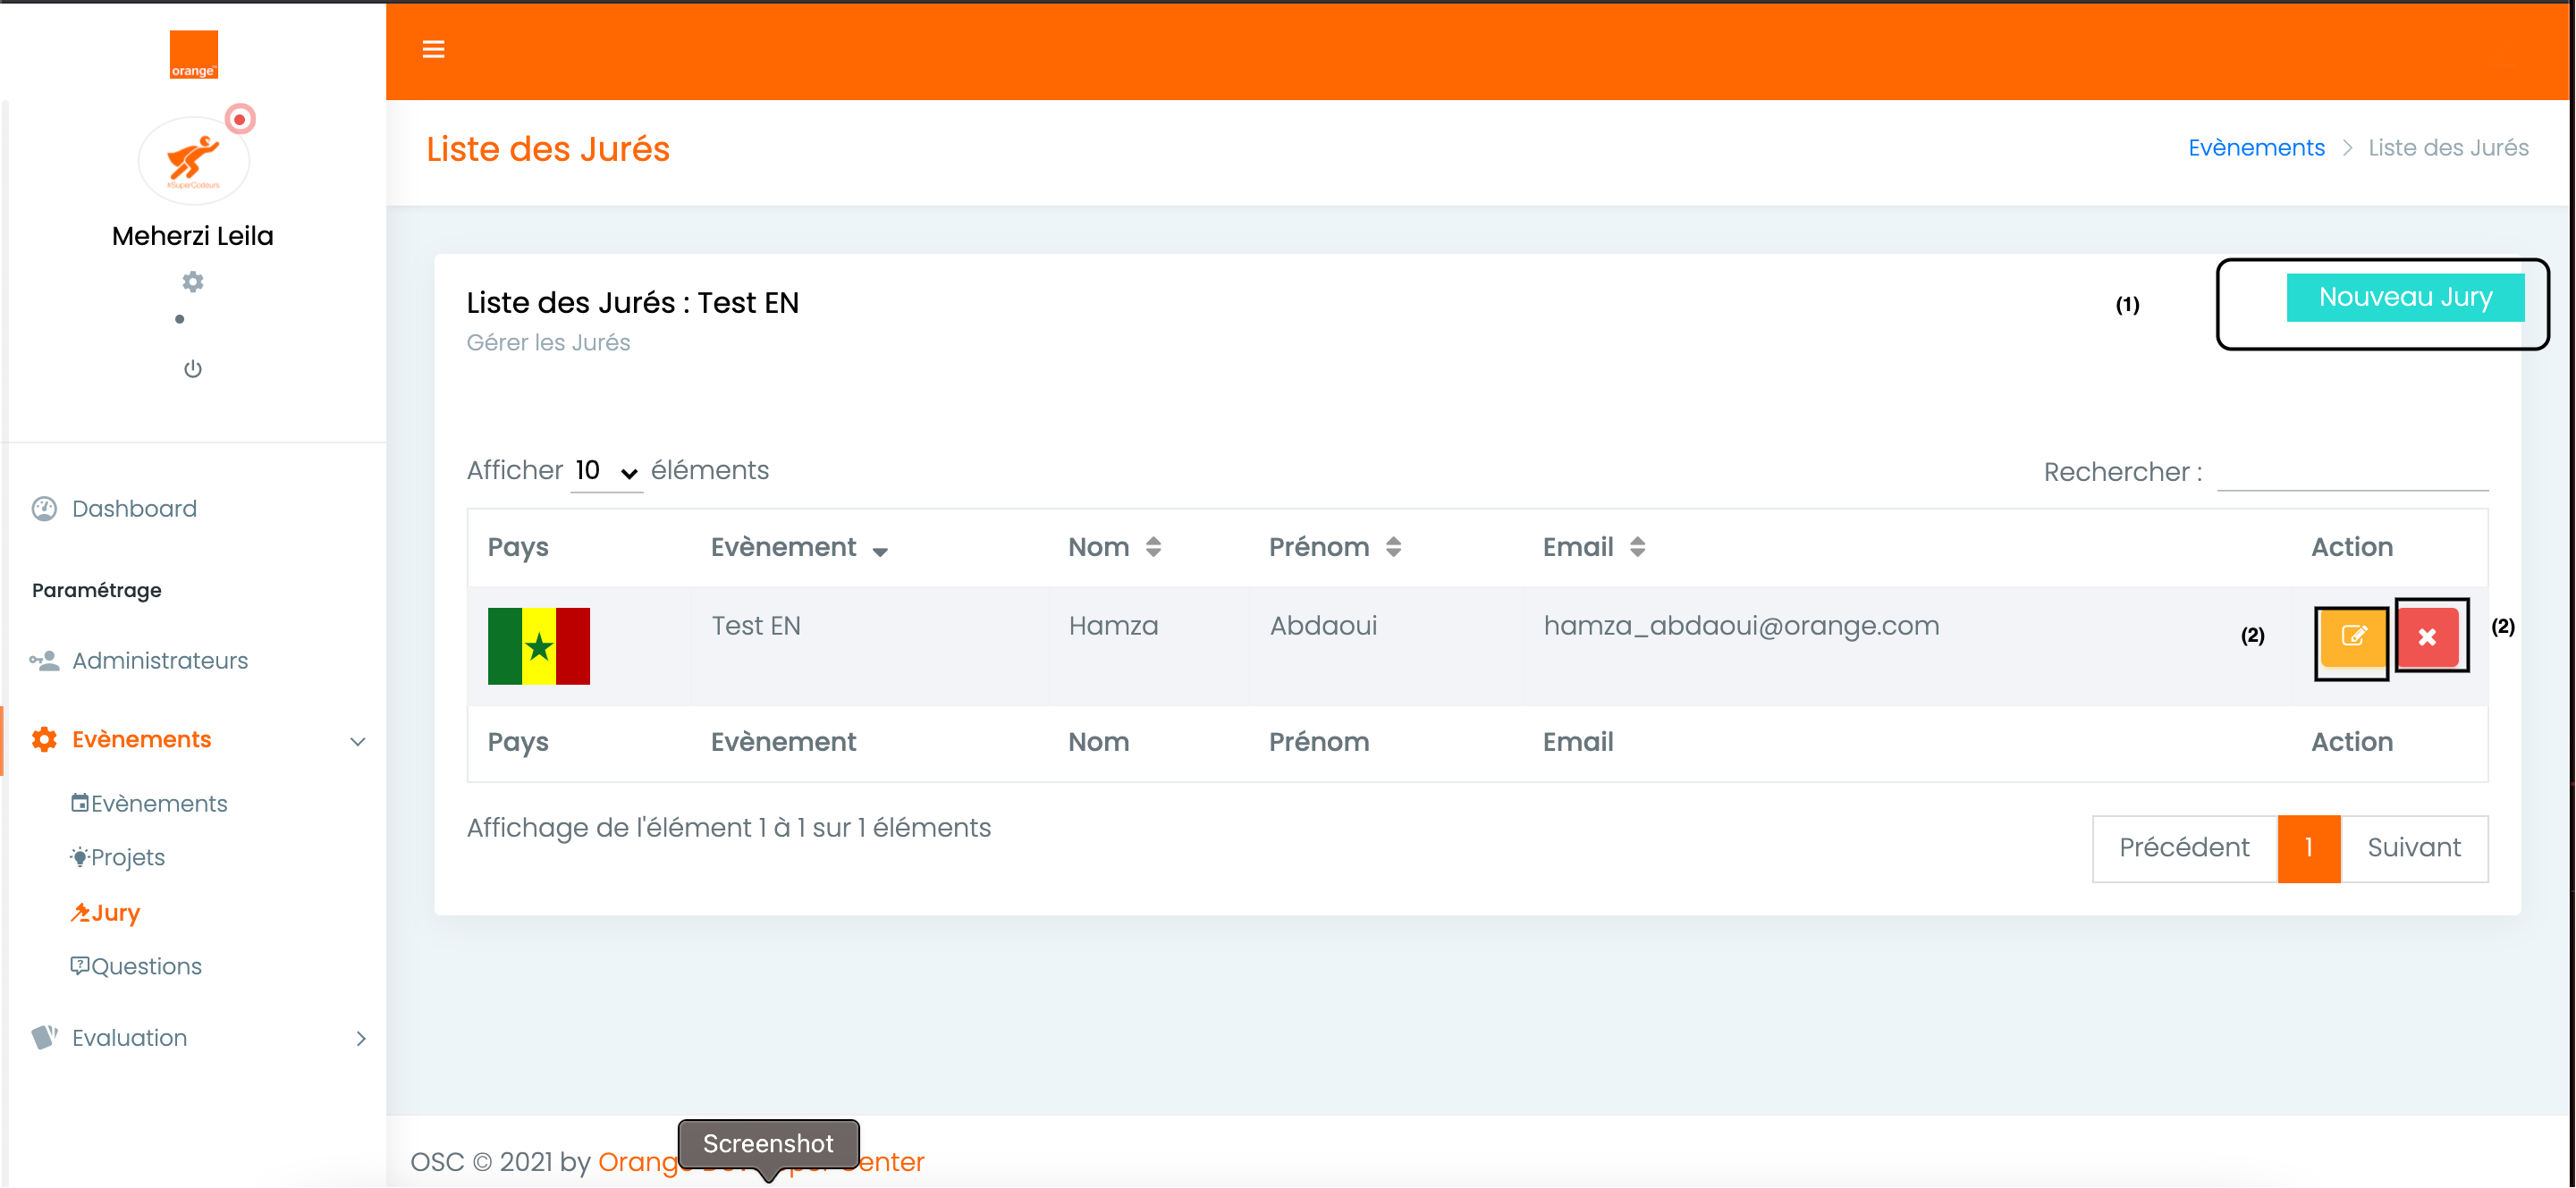 orange™
#SuperCodeurs
Meherzi Leila
Dashboard
Paramétrage
Administrateurs
Evènements
Evènements
Projets
Jury
Questions
Evaluation
Liste des Jurés
Evènements > Liste des Jurés
Liste des Jurés : Test EN
(1)
Nouveau Jury
Gérer les Jurés
Afficher 10 éléments
Rechercher :
Pays Evènement Nom Prénom Email Action
Test EN Hamza Abdaoui hamza_abdaoui@orange.com (2) (2)
Pays Evènement Nom Prénom Email Action
Affichage de l'élément 1 à 1 sur 1 éléments
Précédent 1 Suivant
Screenshot
OSC © 2021 by Orange